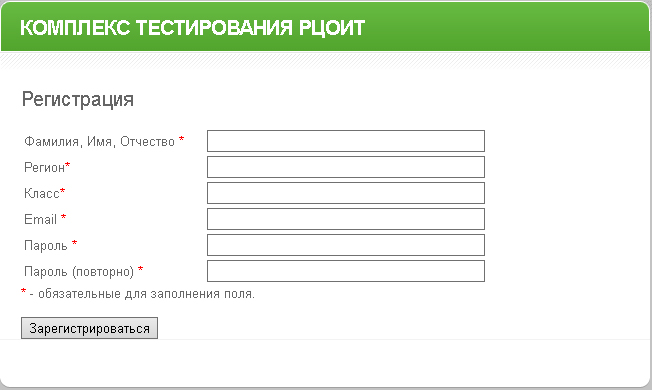 КОМПЛЕКС ТЕСТИРОВАНИЯ РЦОИТ
Регистрация
Фамилия, Имя, Отчество *
Регион*
Класс*
Email *
Пароль *
Пароль (повторно) *
* - обязательные для заполнения поля.
Зарегистрироваться